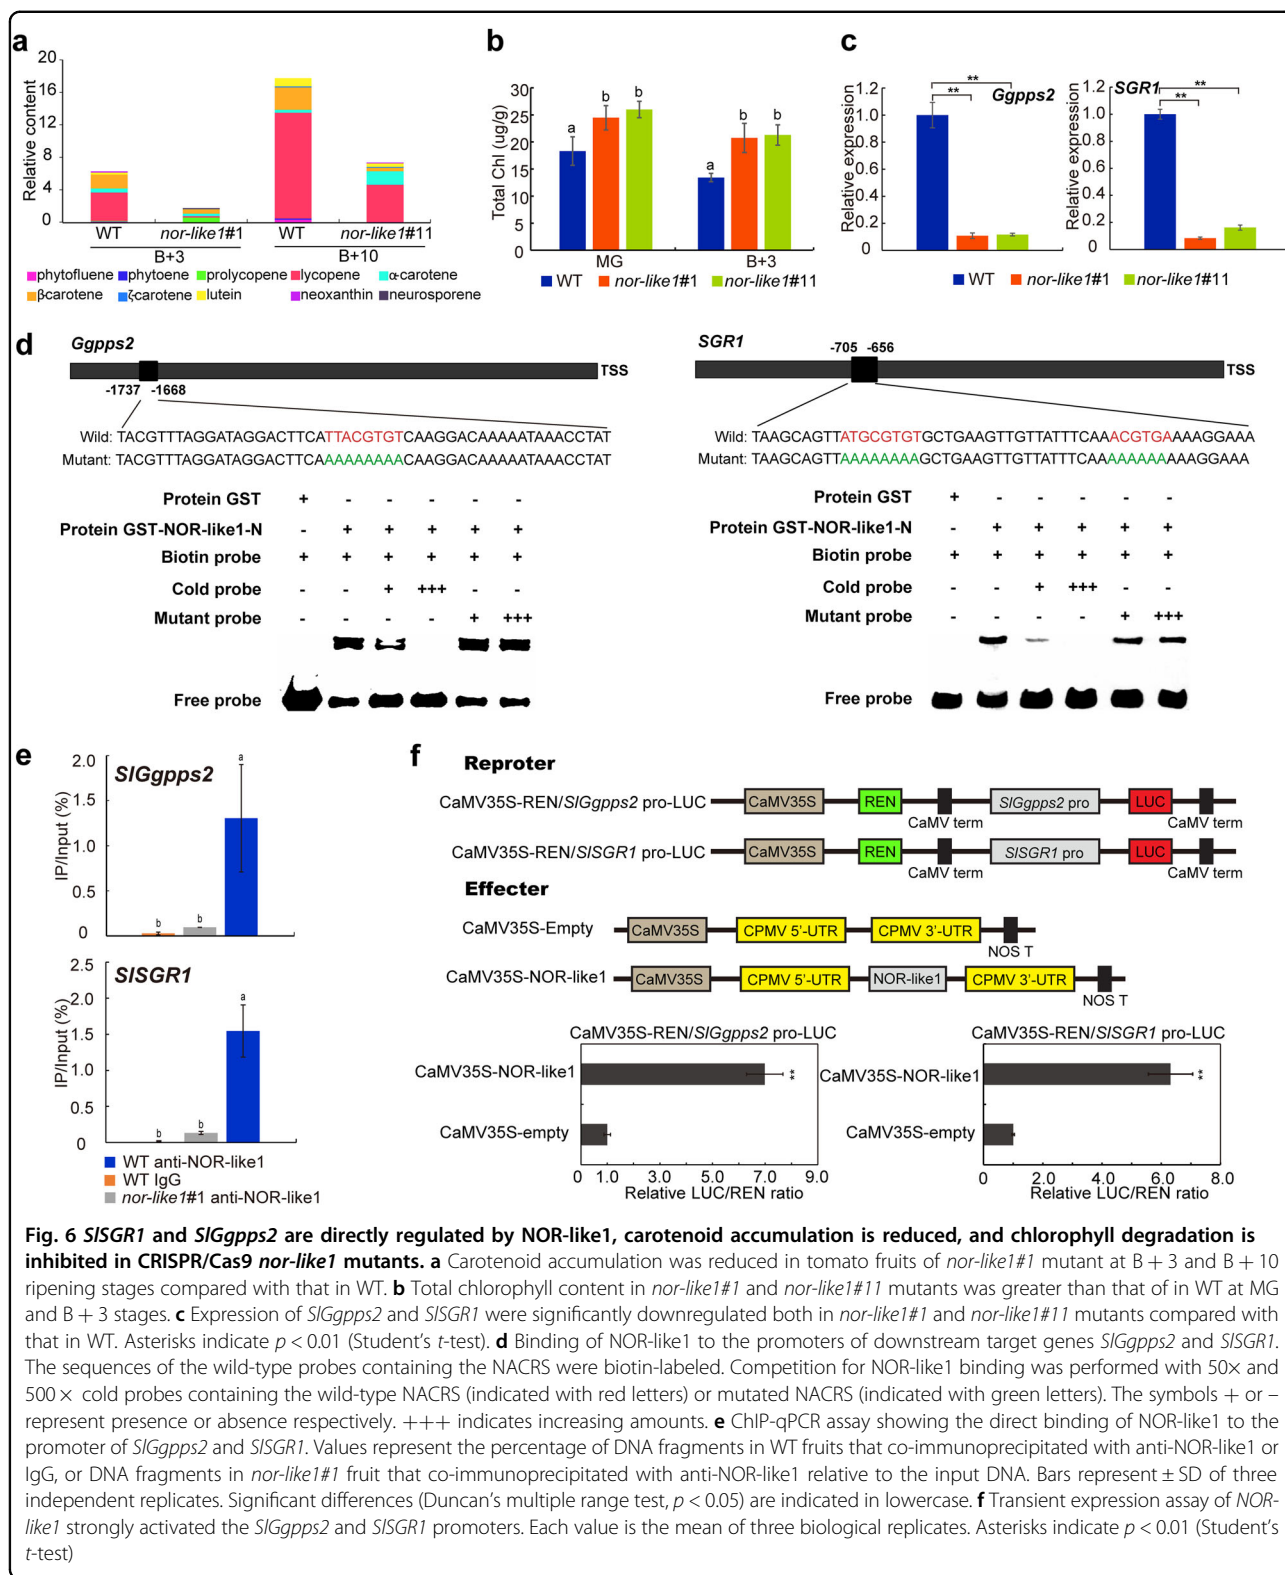 a
Relative content
20
16
12
8
4
0
WT
nor-like1#1
WT
nor-like1#11
B+3
B+10
phytofluene
phytoene
prolycopene
lycopene
α-carotene
β-carotene
ζ-carotene
lutein
neoxanthin
neurosporene
b
Total Chl (ug/g)
30
25
20
15
10
5
0
a
b
b
a
b
b
MG
B+3
WT
nor-like1#1
nor-like1#11
c
Relative expression
1.2
1.0
0.8
0.6
0.4
0.2
0
**
**
Ggpps2
Relative expression
1.2
1.0
0.8
0.6
0.4
0.2
0
SGR1
**
**
WT
nor-like1#1
nor-like1#11
d
Ggpps2
TSS
-1737 -1668
Wild: TACGTTTAGGATAGGACTTCATTACGTGTCAAGGACAAAAATAAACCTAT
Mutant: TACGTTTAGGATAGGACTTCAAAAAAAAACAAGGACAAAAATAAACCTAT
Protein GST + - - - - -
Protein GST-NOR-like1-N - + + + + +
Biotin probe + + + + + +
Cold probe - - + +++ - -
Mutant probe - - - - + +++
Free probe
SGR1
-705 -656
TSS
Wild: TAAGCAGTTATGCGTGTGCTGAAGTTGTTATTTCAAACGTGAAAAGGAAA
Mutant: TAAGCAGTTAAAAAAAAGCTGAAGTTGTTATTTCAAAAAAAAAAAGGAAA
Protein GST + - - - - -
Protein GST-NOR-like1-N - + + + + +
Biotin probe + + + + + +
Cold probe - - + +++ - -
Mutant probe - - - - + +++
Free probe
e
IP/Input (%)
2.0
1.5
1.0
0.5
0
SlGgpps2
b
b
a
IP/Input (%)
2.5
2.0
1.5
1.0
0.5
0
SlSGR1
b
b
a
WT anti-NOR-like1
WT IgG
nor-like1#1 anti-NOR-like1
f
Reproter
CaMV35S-REN/SlGgpps2 pro-LUC
CaMV35S
REN
CaMV term
SlGgpps2 pro
LUC
CaMV term
CaMV35S-REN/SlSGR1 pro-LUC
CaMV35S
REN
CaMV term
SlSGR1 pro
LUC
CaMV term
Effecter
CaMV35S-Empty
CaMV35S
CPMV 5'-UTR
CPMV 3'-UTR
NOS T
CaMV35S-NOR-like1
CaMV35S
CPMV 5'-UTR
NOR-like1
CPMV 3'-UTR
NOS T
CaMV35S-REN/SlGgpps2 pro-LUC
CaMV35S-NOR-like1
**
CaMV35S-empty
0 1.0 3.0 5.0 7.0 9.0
Relative LUC/REN ratio
CaMV35S-REN/SlSGR1 pro-LUC
CaMV35S-NOR-like1
**
CaMV35S-empty
0 2.0 4.0 6.0 8.0
Relative LUC/REN ratio
Fig. 6 SlSGR1 and SlGgpps2 are directly regulated by NOR-like1, carotenoid accumulation is reduced, and chlorophyll degradation is
inhibited in CRISPR/Cas9 nor-like1 mutants. a Carotenoid accumulation was reduced in tomato fruits of nor-like1#1 mutant at B + 3 and B + 10
ripening stages compared with that in WT. b Total chlorophyll content in nor-like1#1 and nor-like1#11 mutants was greater than that of in WT at MG
and B + 3 stages. c Expression of SlGgpps2 and SlSGR1 were significantly downregulated both in nor-like1#1 and nor-like1#11 mutants compared with
that in WT. Asterisks indicate p < 0.01 (Student's t-test). d Binding of NOR-like1 to the promoters of downstream target genes SlGgpps2 and SlSGR1.
The sequences of the wild-type probes containing the NACRS were biotin-labeled. Competition for NOR-like1 binding was performed with 50× and
500 × cold probes containing the wild-type NACRS (indicated with red letters) or mutated NACRS (indicated with green letters). The symbols + or –
represent presence or absence respectively. +++ indicates increasing amounts. e ChIP-qPCR assay showing the direct binding of NOR-like1 to the
promoter of SlGgpps2 and SlSGR1. Values represent the percentage of DNA fragments in WT fruits that co-immunoprecipitated with anti-NOR-like1 or
IgG, or DNA fragments in nor-like1#1 fruit that co-immunoprecipitated with anti-NOR-like1 relative to the input DNA. Bars represent ± SD of three
independent replicates. Significant differences (Duncan's multiple range test, p < 0.05) are indicated in lowercase. f Transient expression assay of NOR-
like1 strongly activated the SlGgpps2 and SlSGR1 promoters. Each value is the mean of three biological replicates. Asterisks indicate p < 0.01 (Student's
t-test)